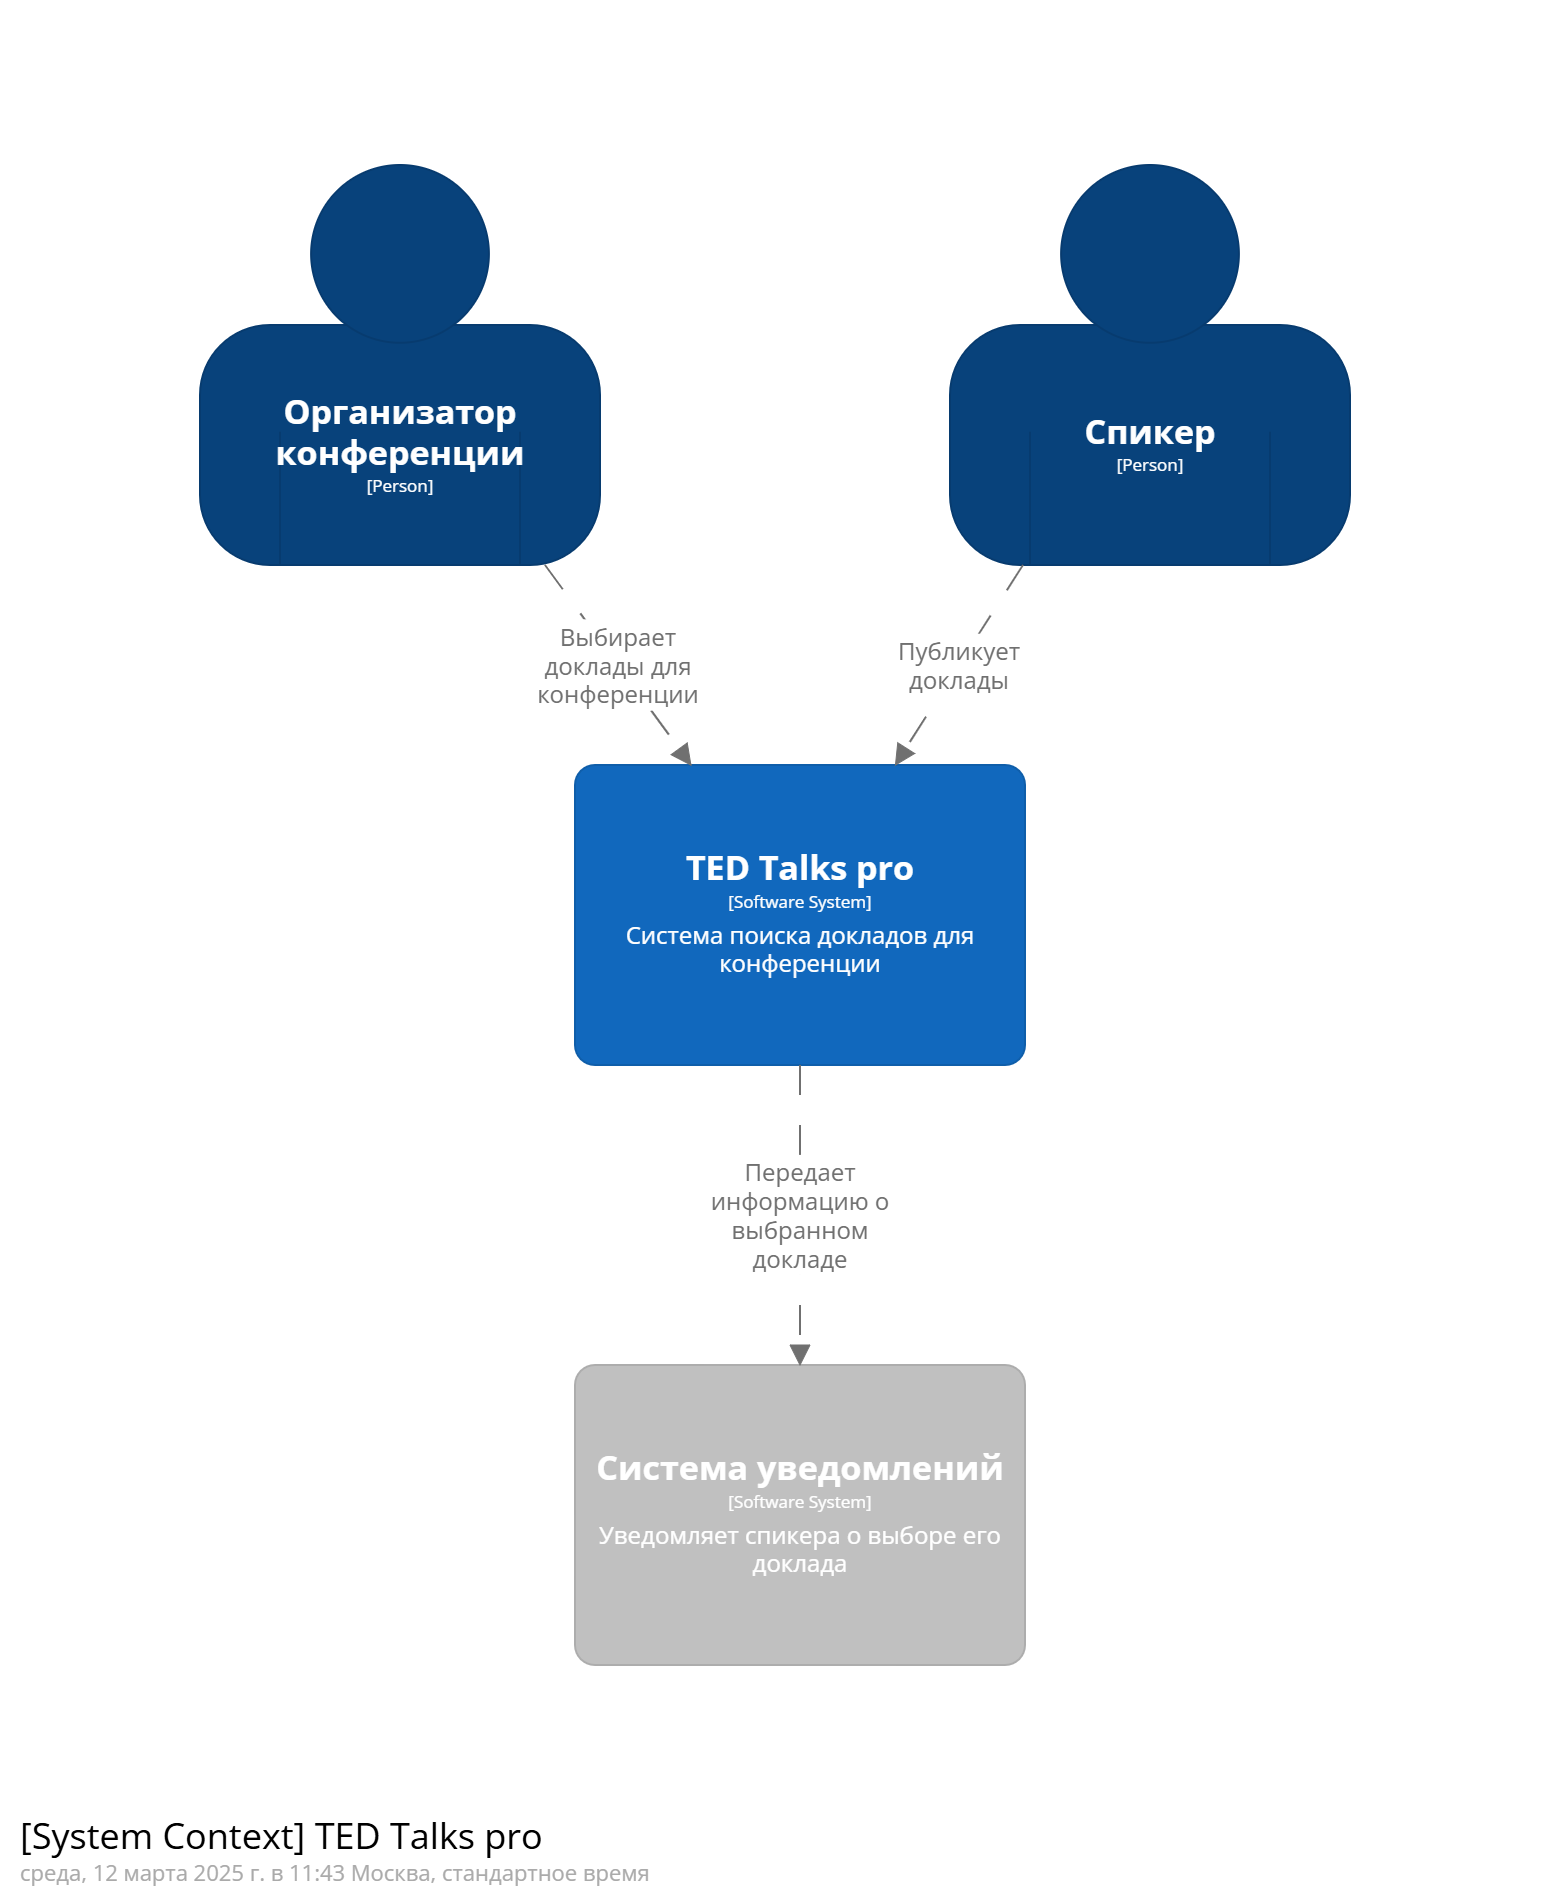 Организатор
конференции
[Person]
Спикер
[Person]
Выбирает
доклады для
конференции
Публикует
доклады
TED Talks pro
[Software System]
Система поиска докладов для
конференции
Передает
информацию о
выбранном
докладе
Система уведомлений
[Software System]
Уведомляет спикера о выборе его
доклада
[System Context] TED Talks pro
среда, 12 марта 2025 г. в 11:43 Москва, стандартное время